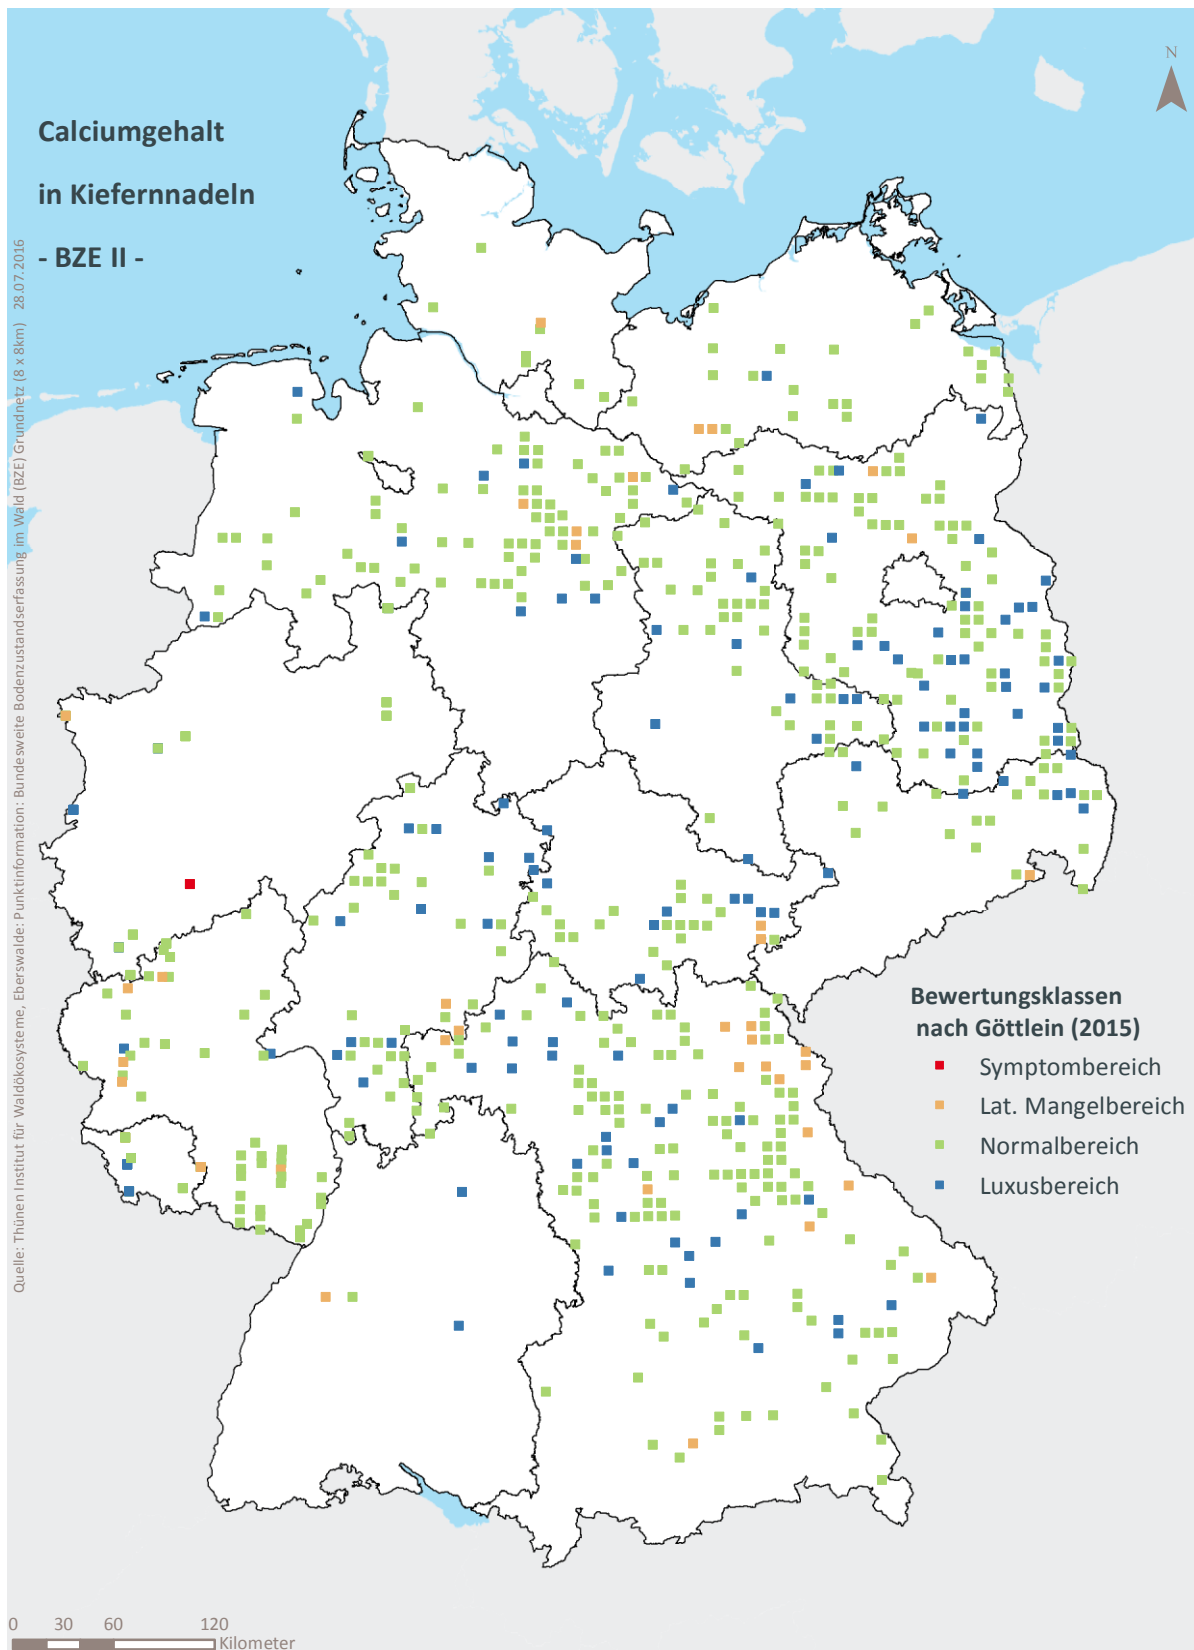 Calciumgehalt
in Kiefernnadeln
- BZE II -
N
Quelle: Thünen Institut für Waldökosysteme, Eberswalde: Punktinformation: Bundesweite Bodenzustandserfassung im Wald (BZE) Grundnetz (8 x 8km) 28.07.2016
Bewertungsklassen
nach Göttlein (2015)
Symptombereich
Lat. Mangelbereich
Normalbereich
Luxusbereich
0 30 60 120
Kilometer